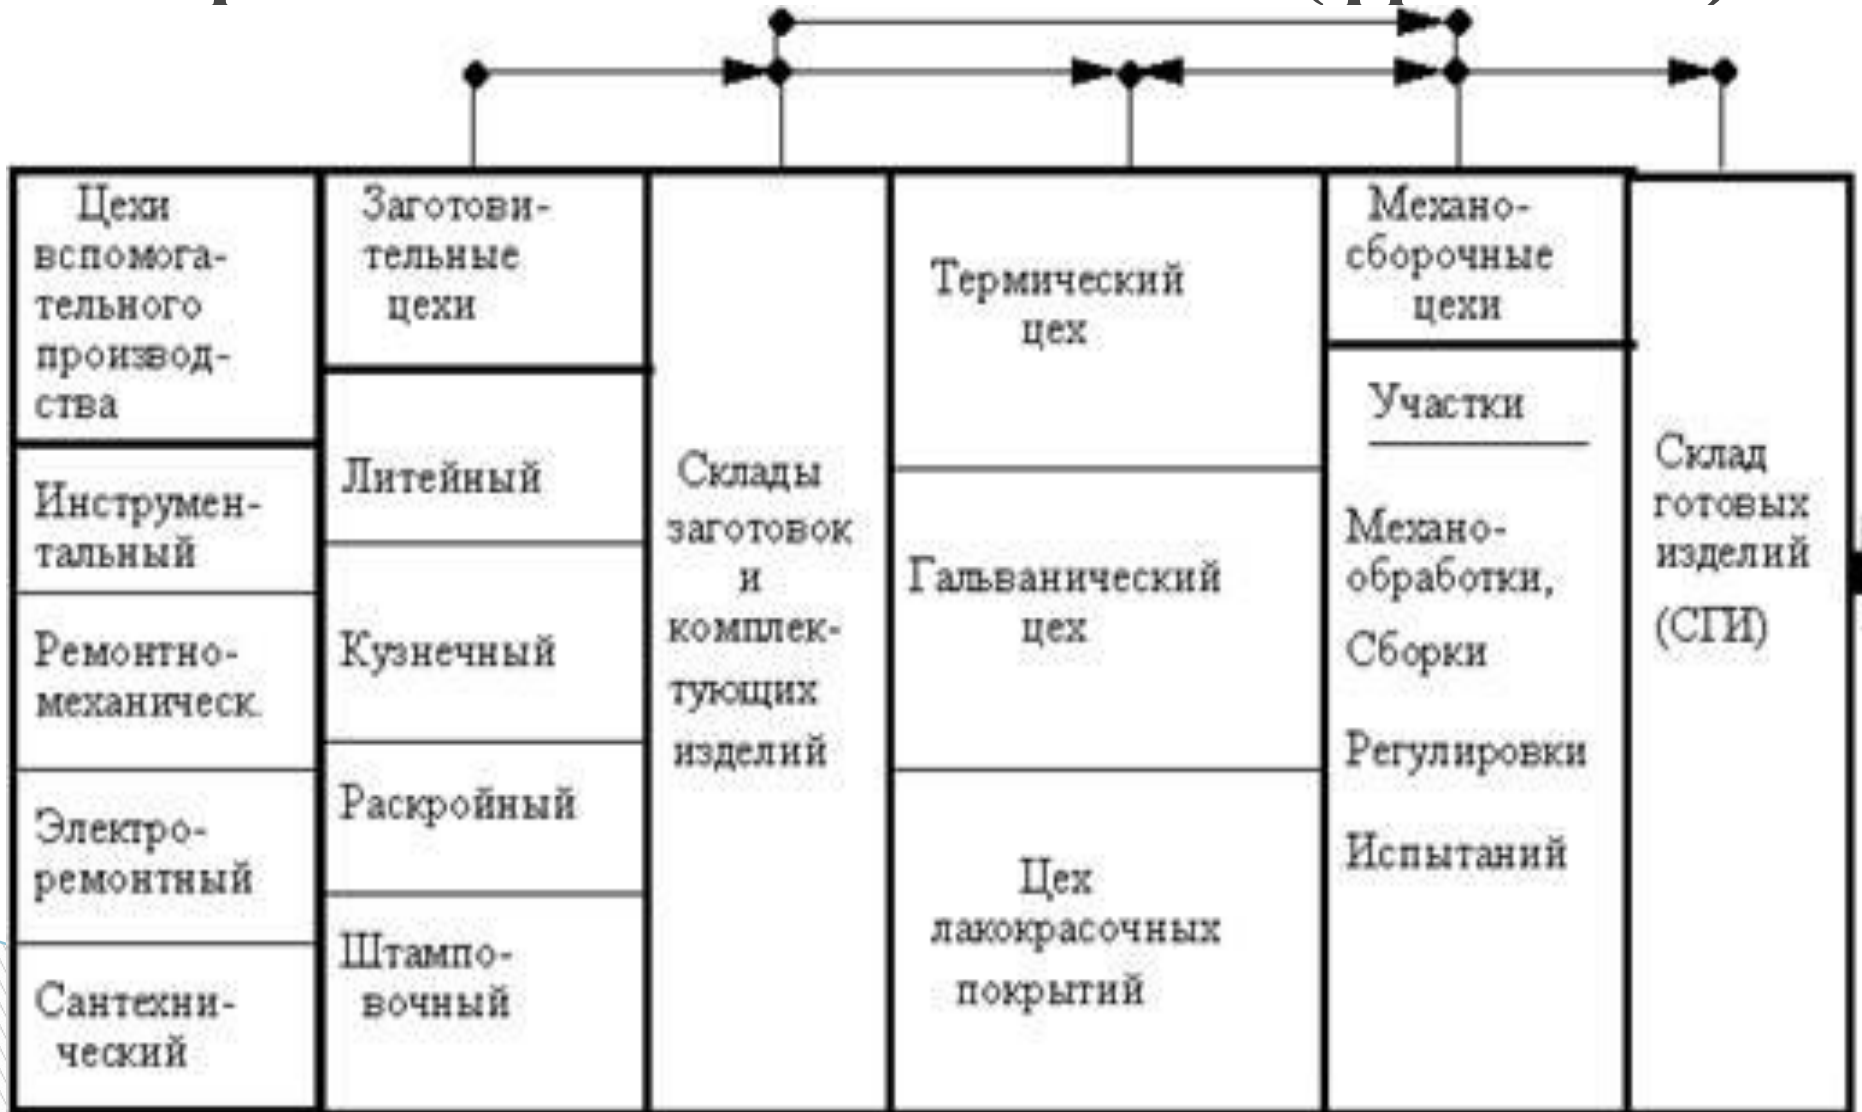 Цехи
вспомога-
тельного
производ-
ства
Инструмен-
тальный
Ремонтно-
механическ.
Электро-
ремонтный
Сантехни-
ческий
Заготови-
тельные
цехи
Литейный
Кузнечный
Раскройный
Штампо-
вочный
Склады
заготовок
и
комплек-
тующих
изделий
Термический
цех
Гальванический
цех
Цех
лакокрасочных
покрытий
Механо-
сборочные
цехи
Участки
Механо-
обработки,
Сборки
Регулировки
Испытаний
Склад
готовых
изделий
(СГИ)